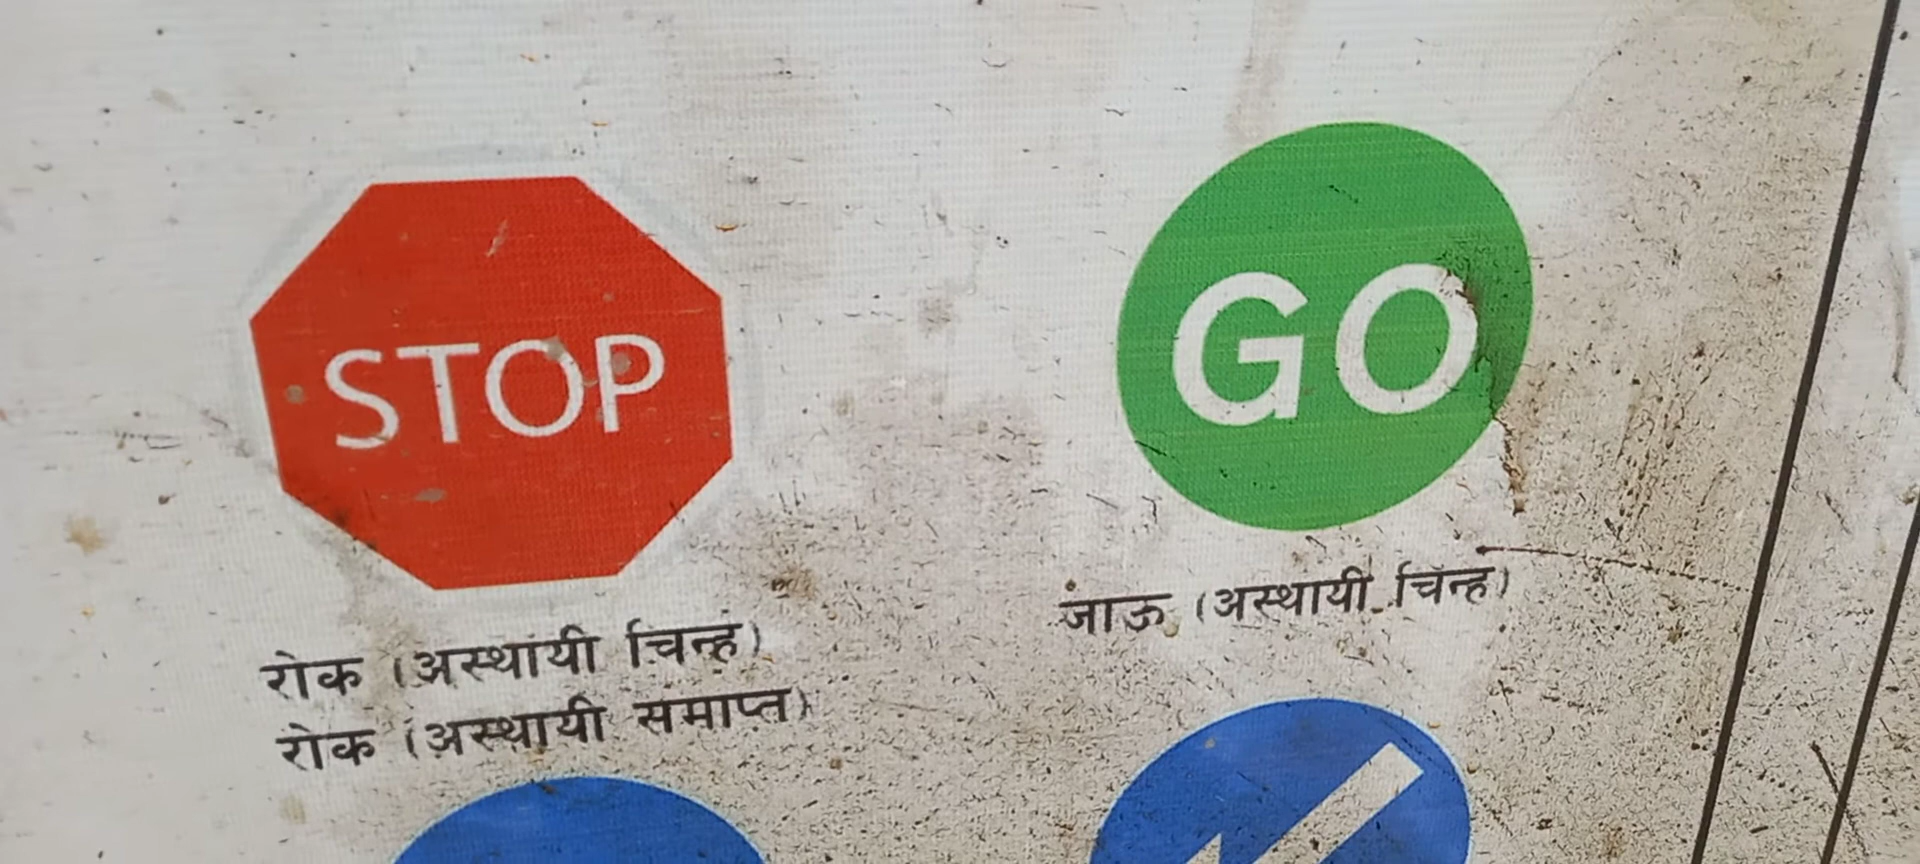 STOP
GO
रोक (अस्थायी चिन्ह)
रोक (अस्थायी समाप्त)
जाऊ (अस्थायी चिन्ह)